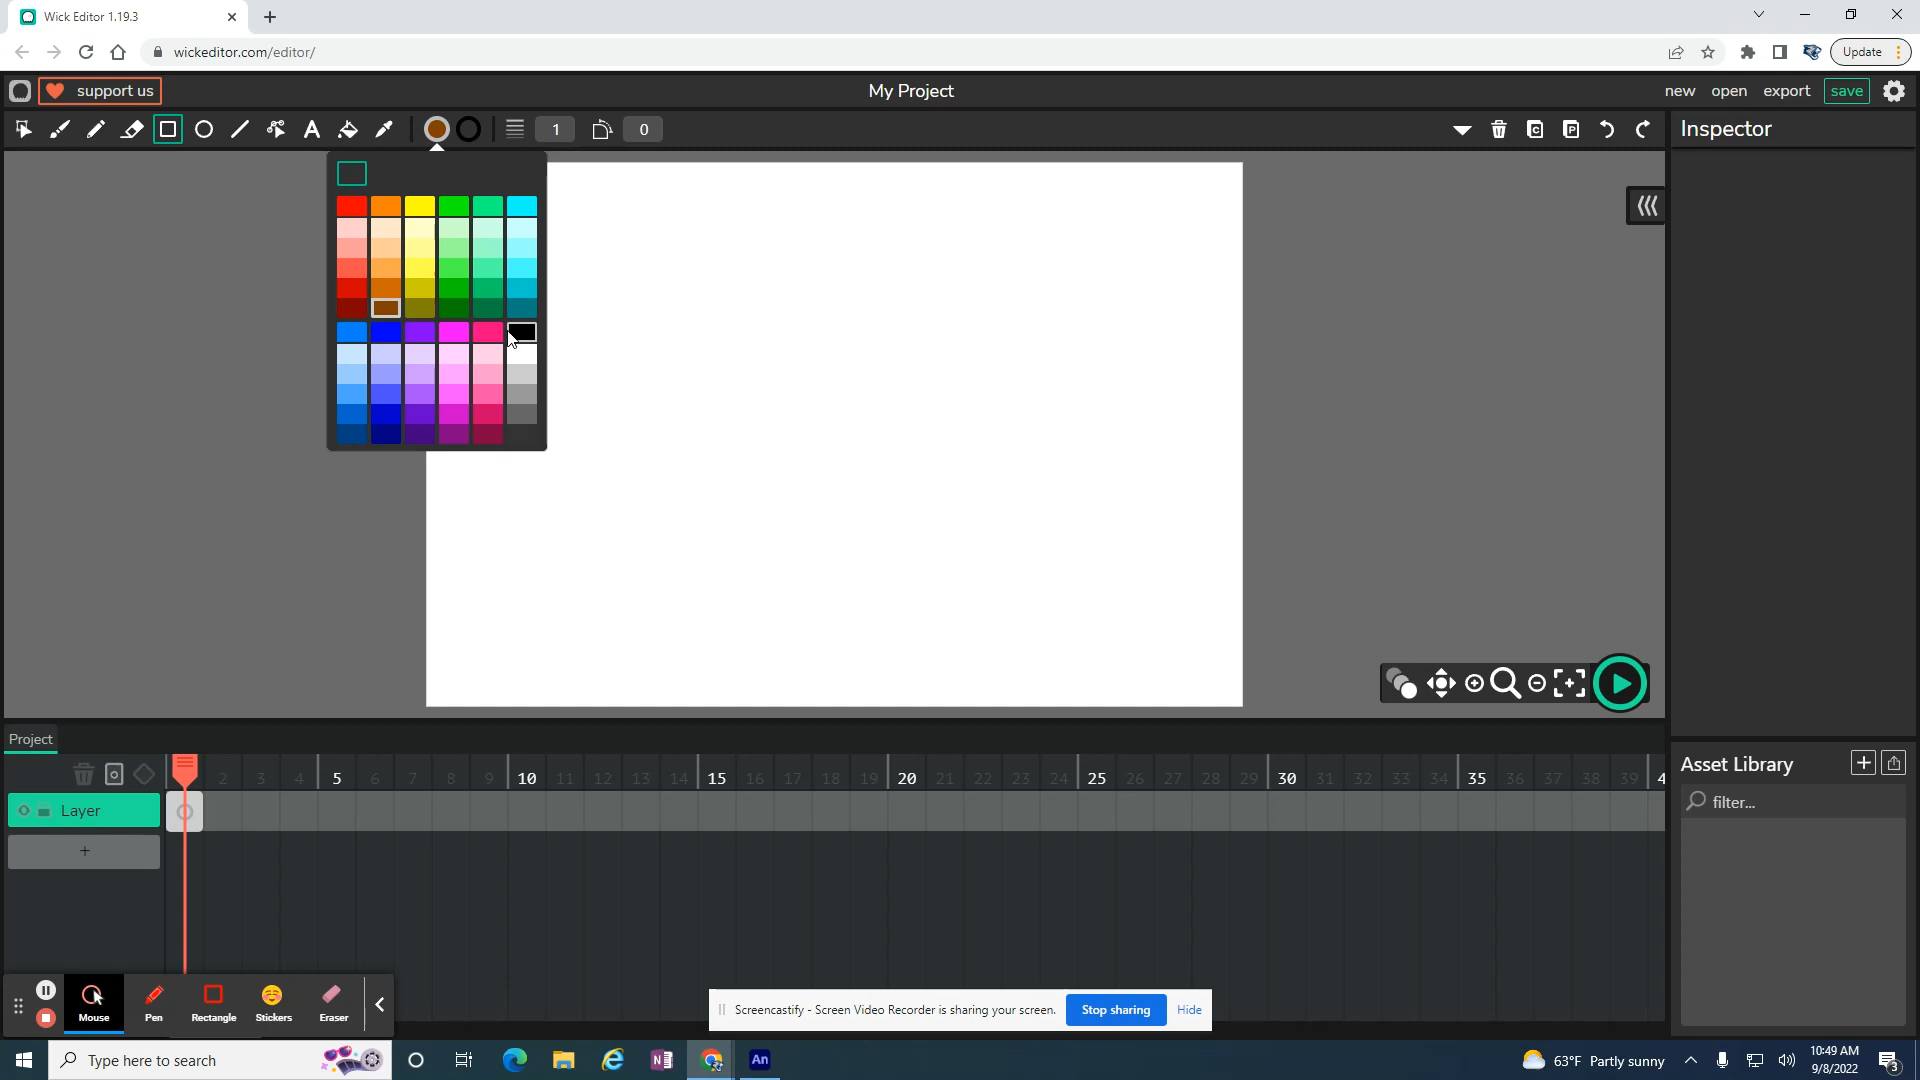 Wick Editor 1.19.3
wickeditor.com/editor/
Update
support us
My Project
new open export save
1 0
Inspector
Project
2 3 4 5 6 7 8 9 10 11 12 13 14 15 16 17 18 19 20 21 22 23 24 25 26 27 28 29 30 31 32 33 34 35 36 37 38 39 4
Layer
+
Asset Library
filter...
Mouse Pen Rectangle Stickers Eraser
Screencastify - Screen Video Recorder is sharing your screen. Stop sharing Hide
Type here to search
An
63°F Partly sunny
10:49 AM
9/8/2022
3